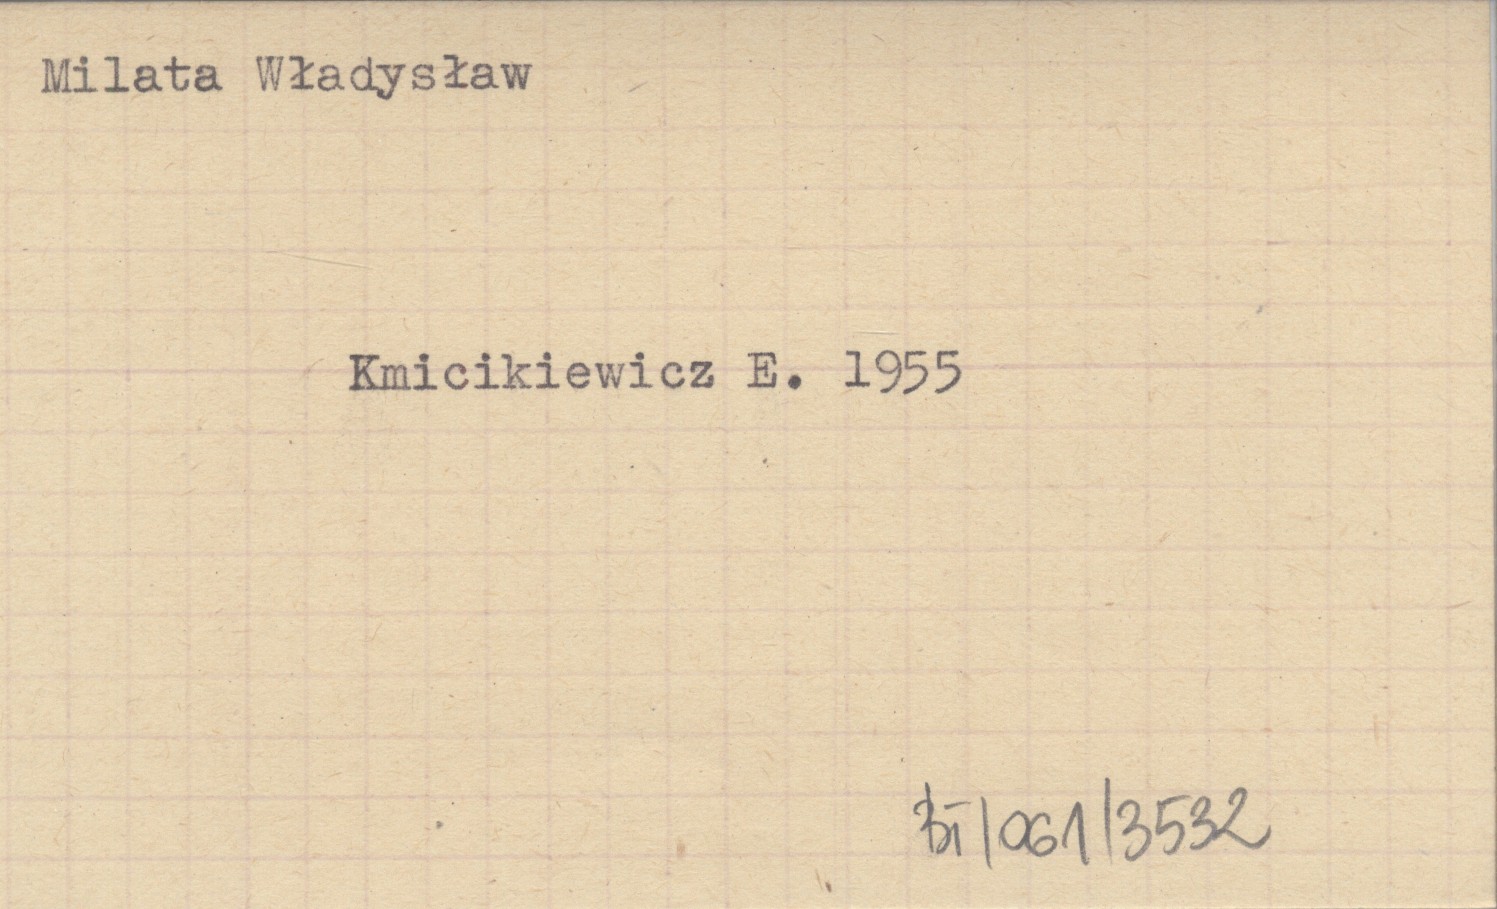 Milata Władysław
Kmicikiewicz E. 1955
BI/061/3532